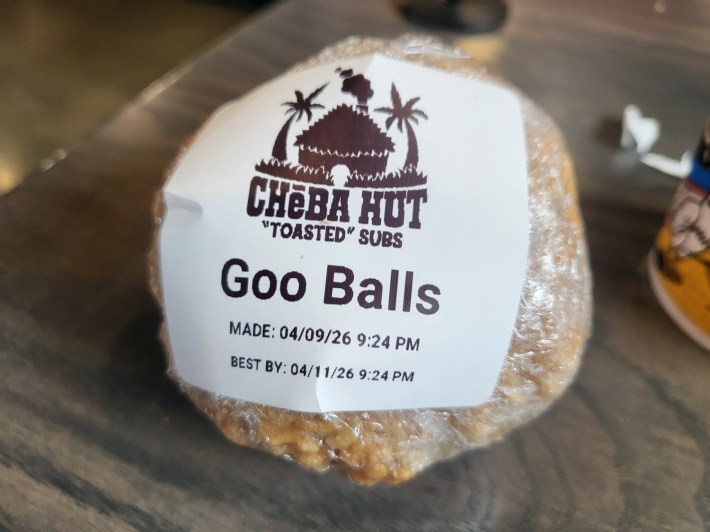 CHēBA HUT
"TOASTED" SUBS
Goo Balls
MADE: 04/09/26 9:24 PM
BEST BY: 04/11/26 9:24 PM